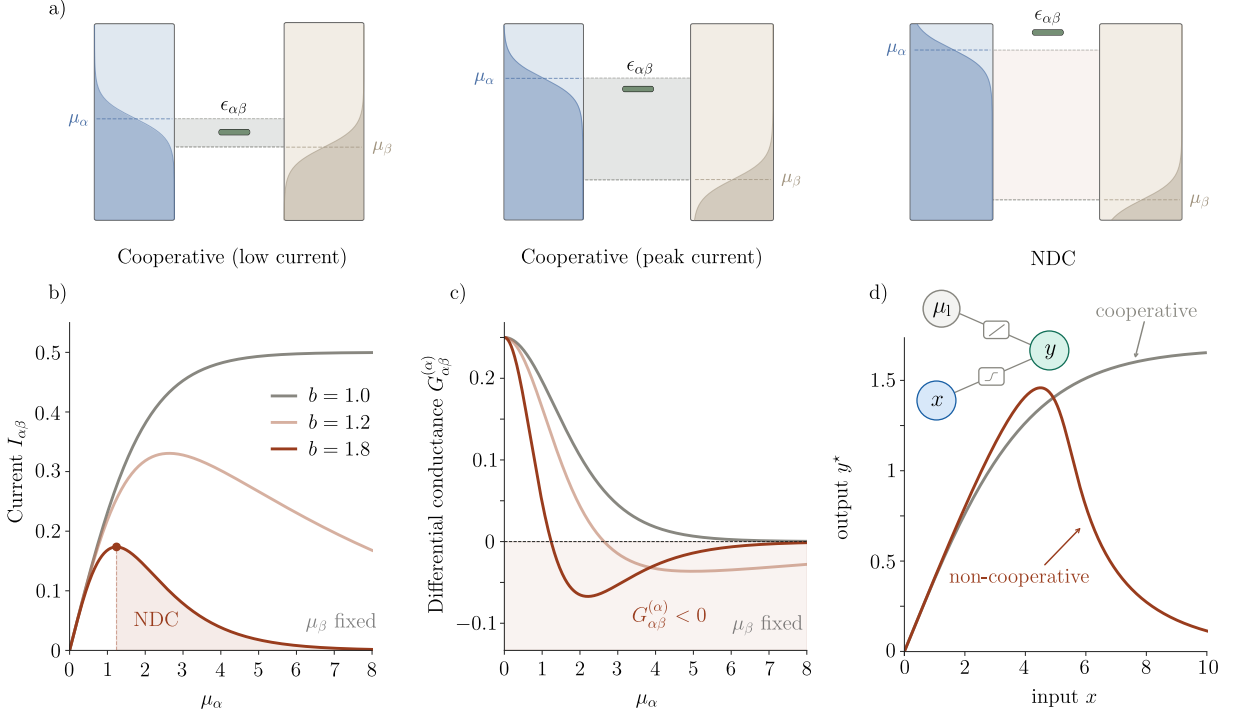 a)
μ_α
ϵ_αβ
μ_β
Cooperative (low current)
μ_α
ϵ_αβ
μ_β
Cooperative (peak current)
μ_α
ϵ_αβ
μ_β
NDC
b)
Current I_αβ
0.5
0.4
0.3
0.2
0.1
0
b = 1.0
b = 1.2
b = 1.8
NDC
μ_β fixed
0 1 2 3 4 5 6 7 8
μ_α
c)
Differential conductance G_αβ^(α)
0.2
0.1
0
−0.1
G_αβ^(α) < 0
μ_β fixed
0 1 2 3 4 5 6 7 8
μ_α
d)
μ_l
y
x
cooperative
non-cooperative
output y⋆
1.5
1
0.5
0
0 2 4 6 8 10
input x